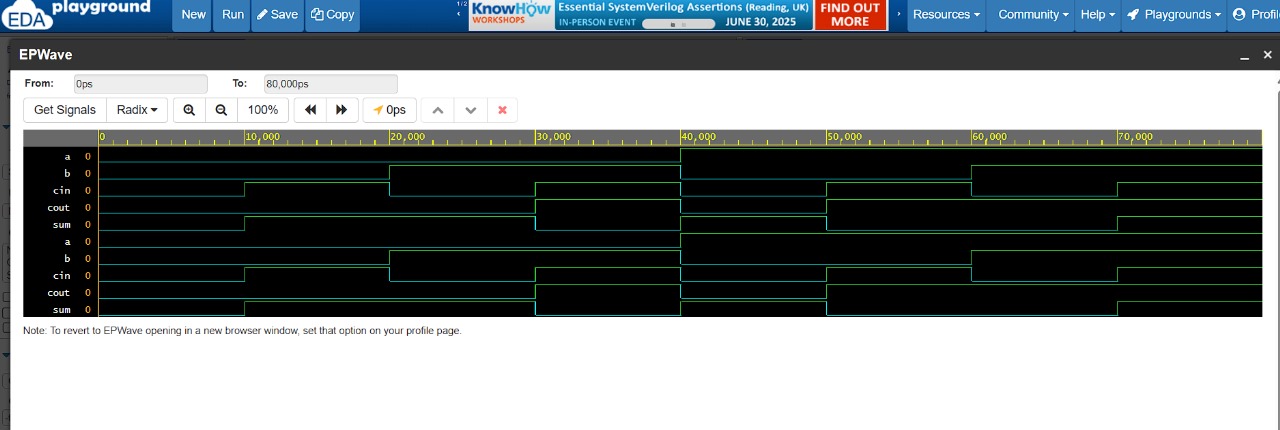 EDA playground
New Run Save Copy
1/2
KnowHow WORKSHOPS
Essential SystemVerilog Assertions (Reading, UK)
IN-PERSON EVENT JUNE 30, 2025
FIND OUT MORE
Resources Community Help Playgrounds
EPWave
From: 0ps To: 80,000ps
Get Signals Radix 100% 0ps
0 10,000 20,000 30,000 40,000 50,000 60,000 70,000
a 0
b 0
cin 0
cout 0
sum 0
a 0
b 0
cin 0
cout 0
sum 0
Note: To revert to EPWave opening in a new browser window, set that option on your profile page.